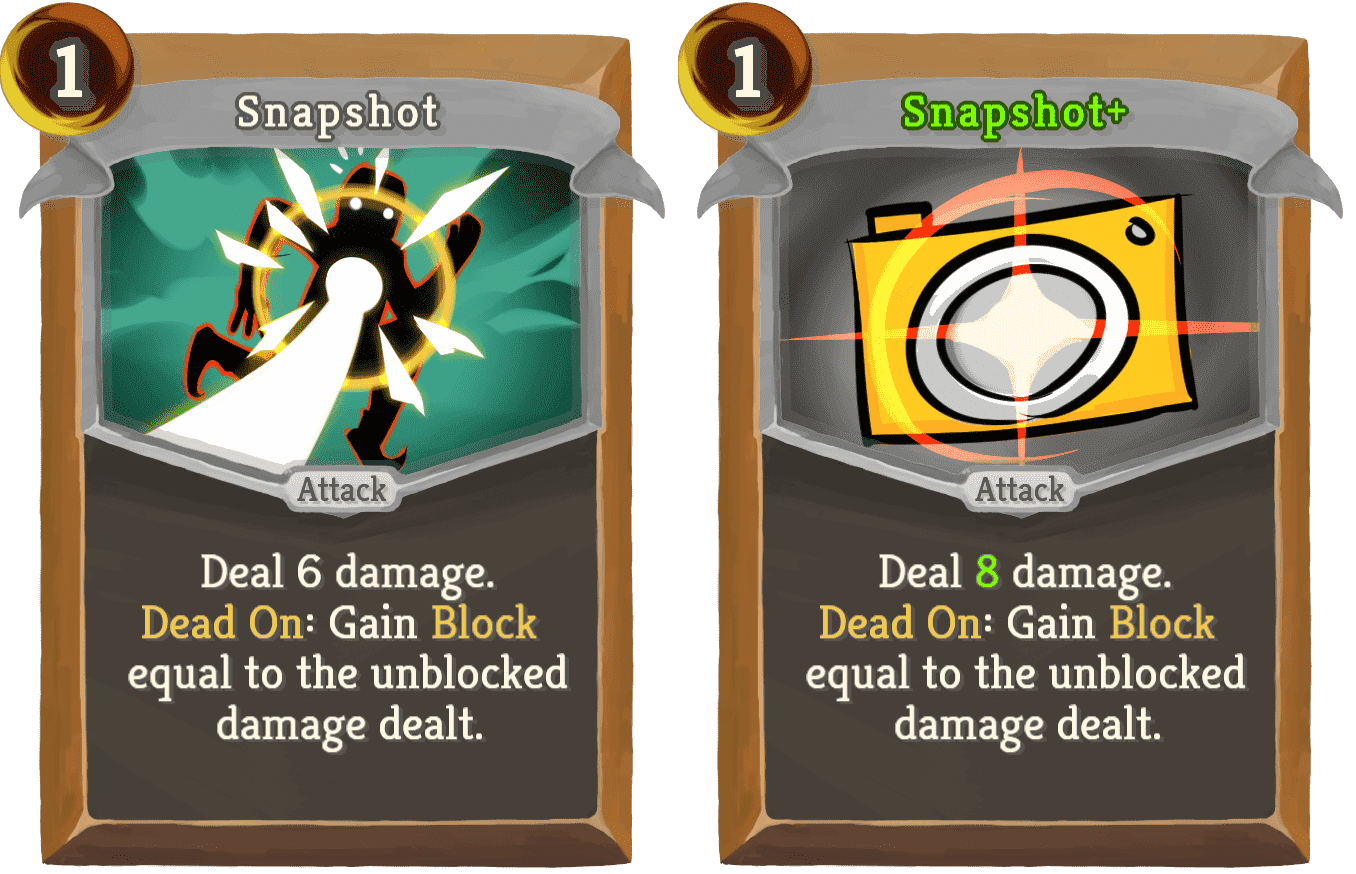 1
Snapshot
Attack
Deal 6 damage.
Dead On: Gain Block
equal to the unblocked
damage dealt.
1
Snapshot+
Attack
Deal 8 damage.
Dead On: Gain Block
equal to the unblocked
damage dealt.